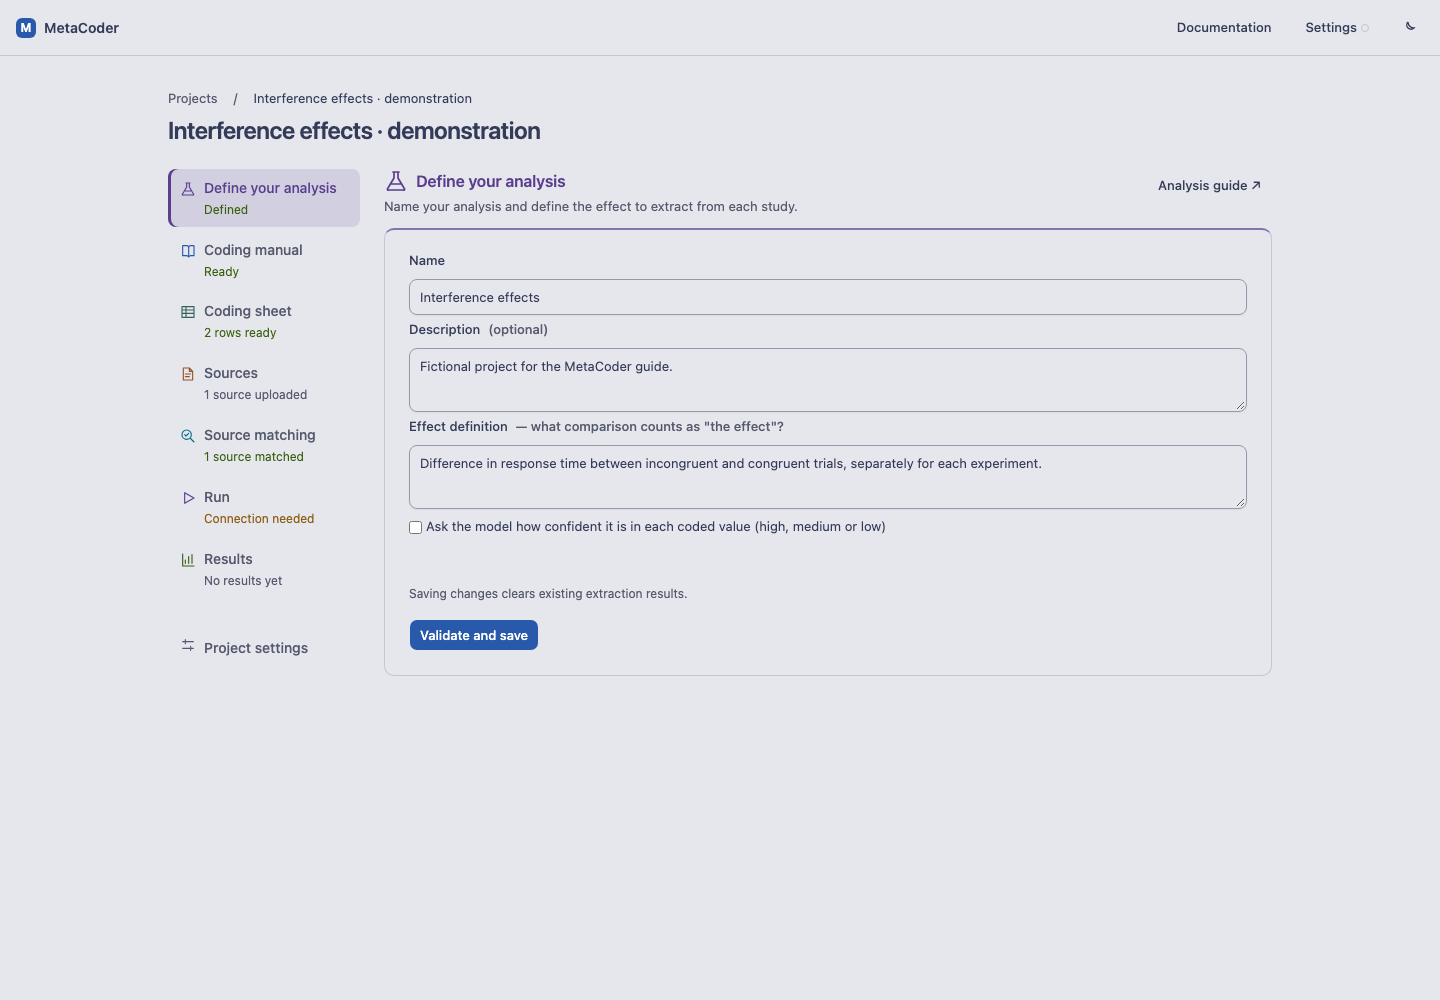 M MetaCoder
Documentation Settings
Projects / Interference effects · demonstration
Interference effects · demonstration
Define your analysis
Defined
Coding manual
Ready
Coding sheet
2 rows ready
Sources
1 source uploaded
Source matching
1 source matched
Run
Connection needed
Results
No results yet
Project settings
Define your analysis
Analysis guide ↗
Name your analysis and define the effect to extract from each study.
Name
Interference effects
Description (optional)
Fictional project for the MetaCoder guide.
Effect definition — what comparison counts as "the effect"?
Difference in response time between incongruent and congruent trials, separately for each experiment.
Ask the model how confident it is in each coded value (high, medium or low)
Saving changes clears existing extraction results.
Validate and save